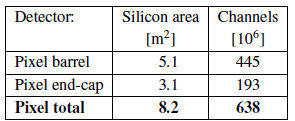 Detector: Silicon area Channels
[m²] [10⁶]
Pixel barrel 5.1 445
Pixel end-cap 3.1 193
Pixel total 8.2 638